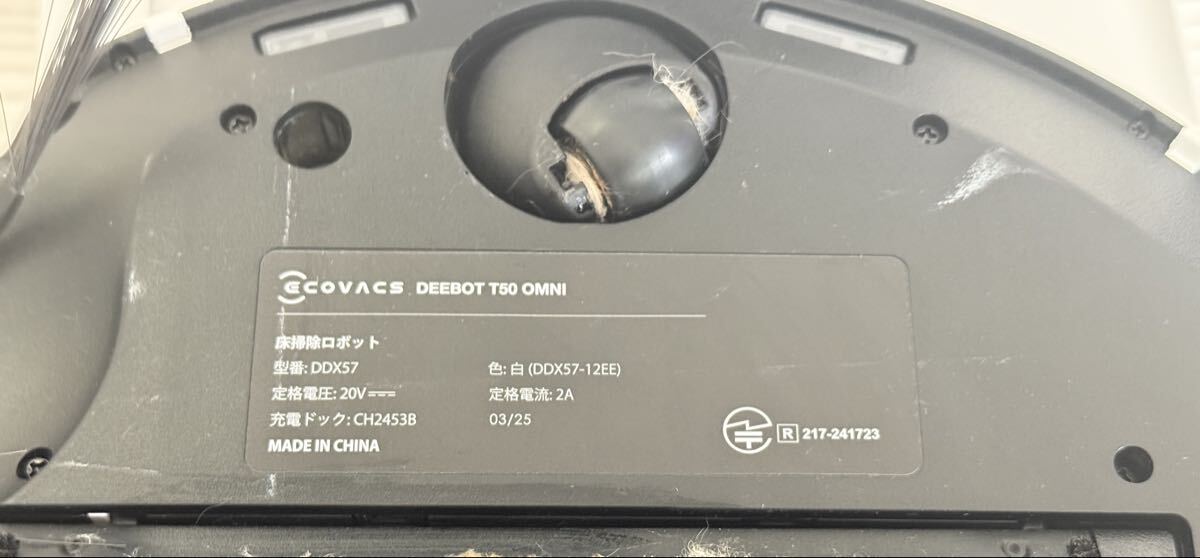 ECOVACS DEEBOT T50 OMNI
床掃除ロボット
型番: DDX57 色: 白 (DDX57-12EE)
定格電圧: 20V⎓ 定格電流: 2A
充電ドック: CH2453B 03/25
MADE IN CHINA
R 217-241723